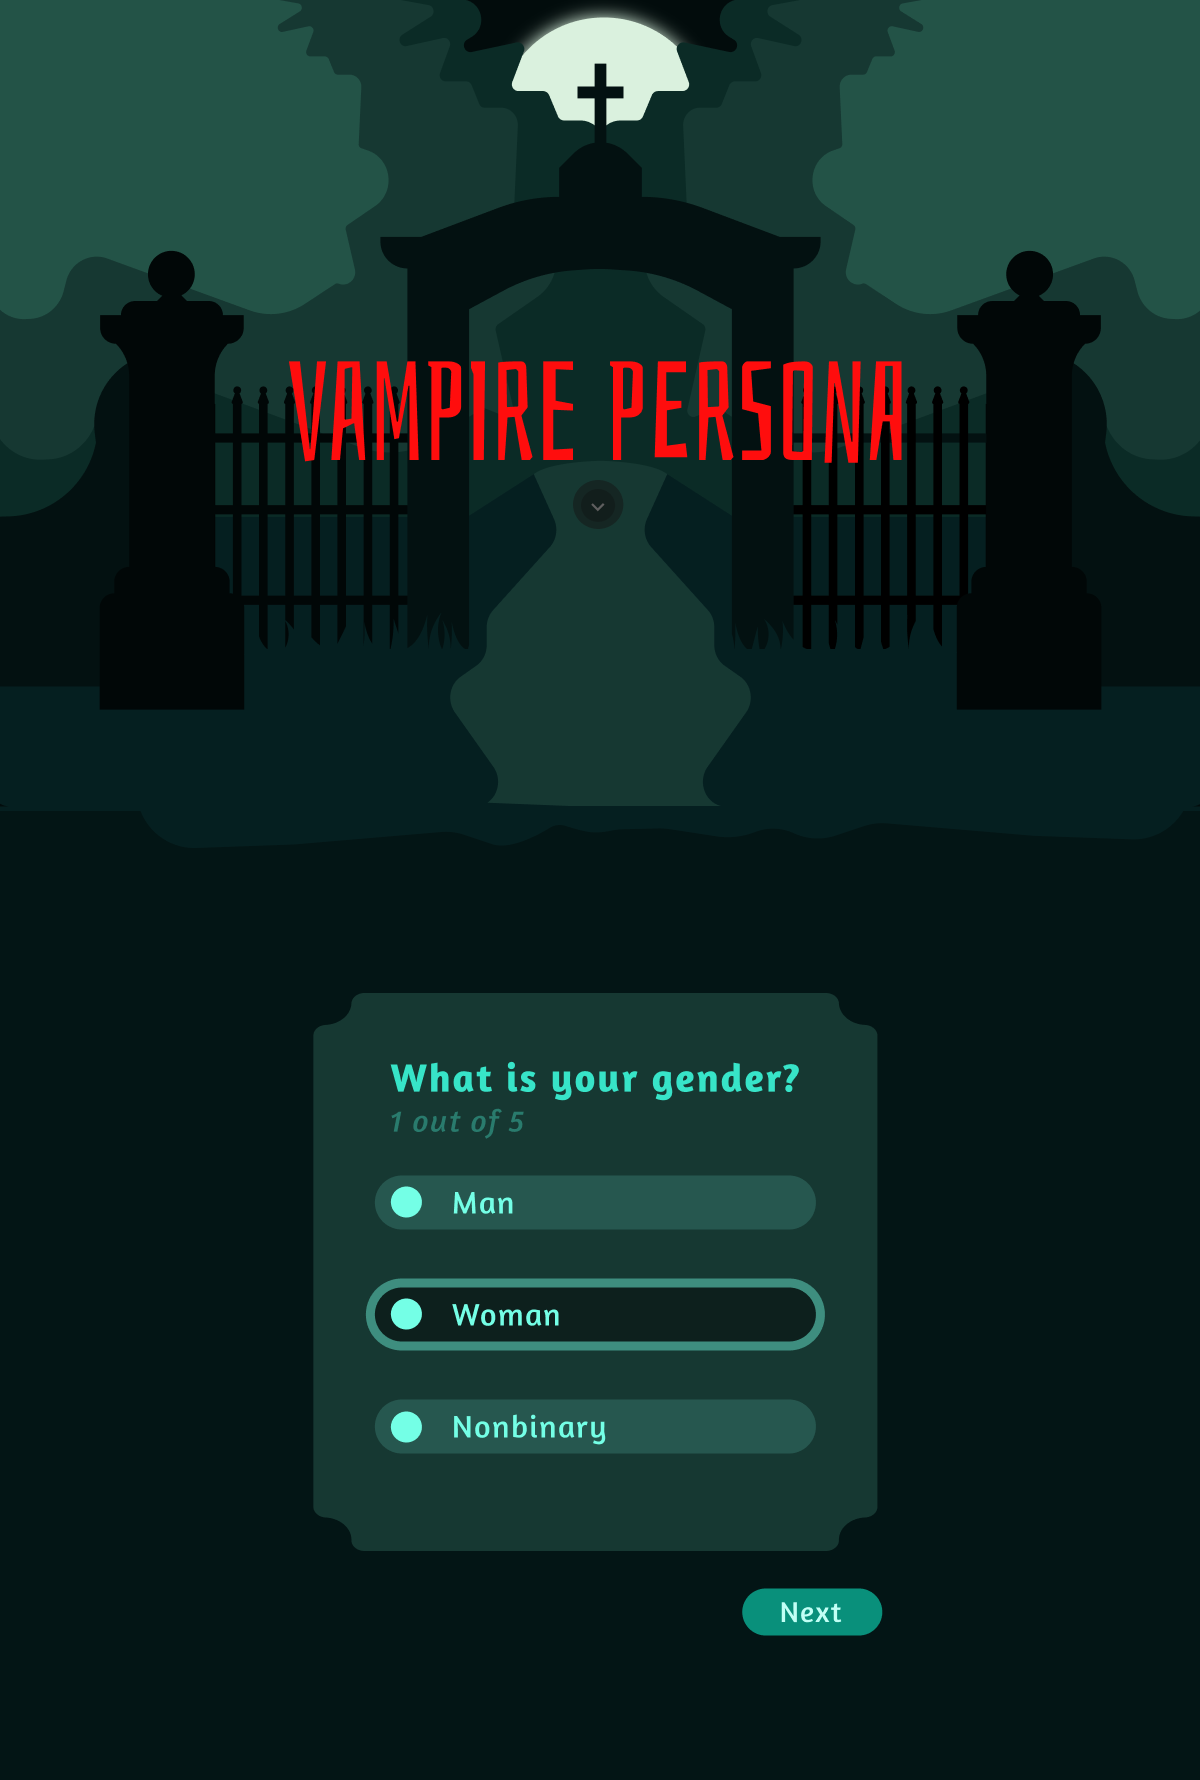 VAMPIRE PERSONA
What is your gender?
1 out of 5
Man
Woman
Nonbinary
Next